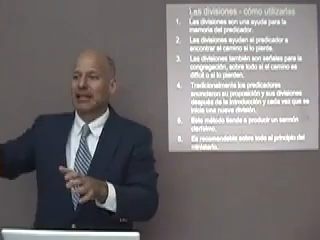 Las divisiones - cómo utilizarlas
1. Las divisiones son una ayuda para la
memoria del predicador.
2. Las divisiones ayudan al predicador a
encontrar el camino si lo pierde.
3. Las divisiones también son señales para la
congregación, sobre todo si el camino es
difícil o si lo pierden.
4. Tradicionalmente los predicadores
anunciaron su proposición y sus divisiones
después de la introducción y cada vez que se
inicia una nueva división.
5. Este método tiende a producir un sermón
clarísimo.
6. Es recomendable sobre todo al principio del
ministerio.